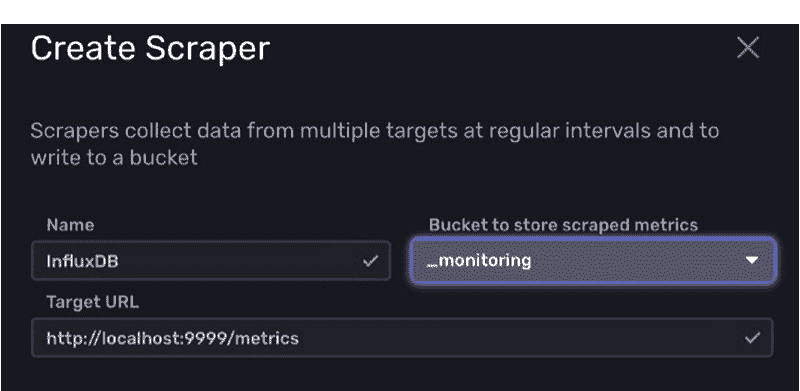 Create Scraper
Scrapers collect data from multiple targets at regular intervals and to
write to a bucket
Name
Bucket to store scraped metrics
InfluxDB
_monitoring
Target URL
http://localhost:9999/metrics